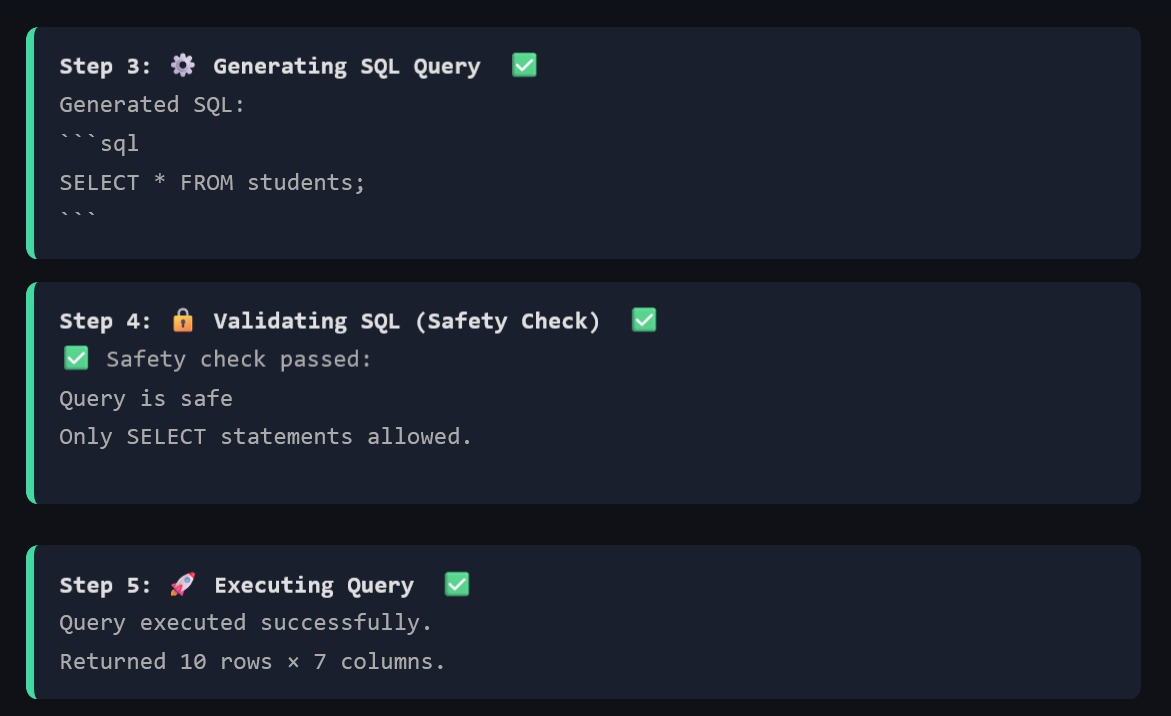 Step 3: ⚙️ Generating SQL Query ✅
Generated SQL:
```sql
SELECT * FROM students;
```
Step 4: 🔒 Validating SQL (Safety Check) ✅
✅ Safety check passed:
Query is safe
Only SELECT statements allowed.
Step 5: 🚀 Executing Query ✅
Query executed successfully.
Returned 10 rows × 7 columns.